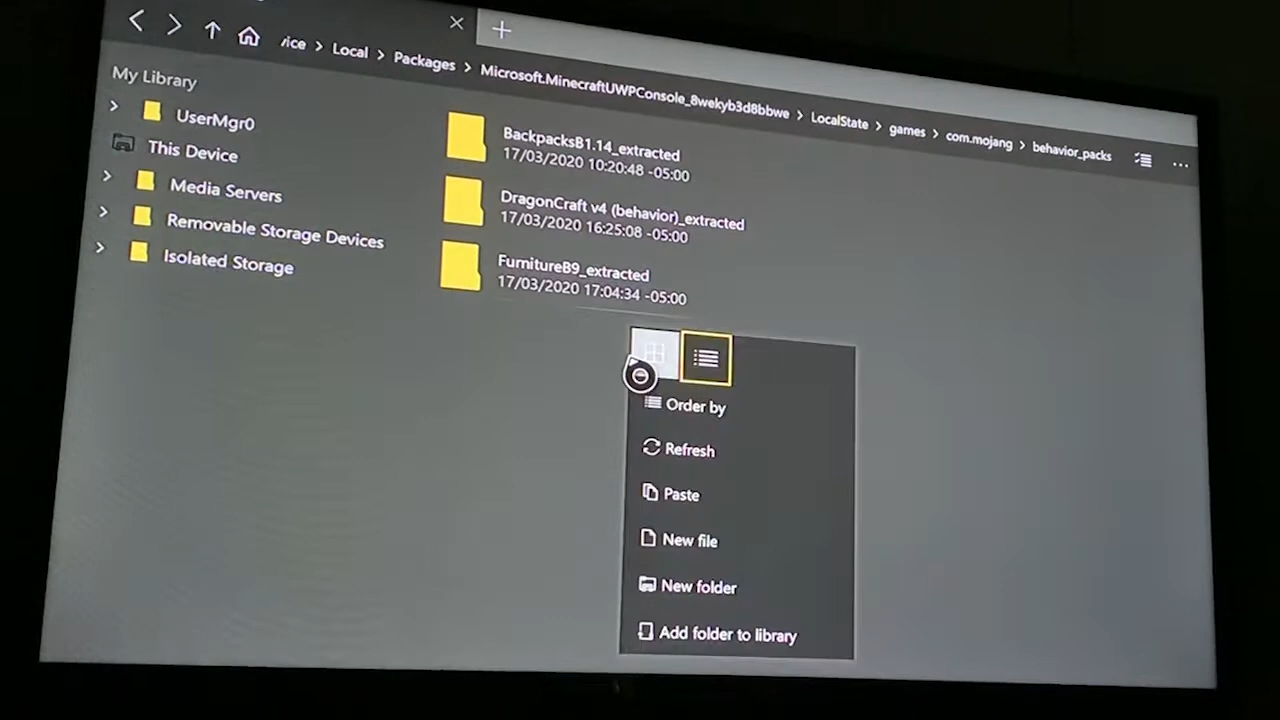 ice > Local > Packages > Microsoft.MinecraftUWPConsole_8wekyb3d8bbwe > LocalState > games > com.mojang > behavior_packs
My Library
UserMgr0
This Device
Media Servers
Removable Storage Devices
Isolated Storage
BackpacksB1.14_extracted
17/03/2020 10:20:48 -05:00
DragonCraft v4 (behavior)_extracted
17/03/2020 16:25:08 -05:00
FurnitureB9_extracted
17/03/2020 17:04:34 -05:00
Order by
Refresh
Paste
New file
New folder
Add folder to library